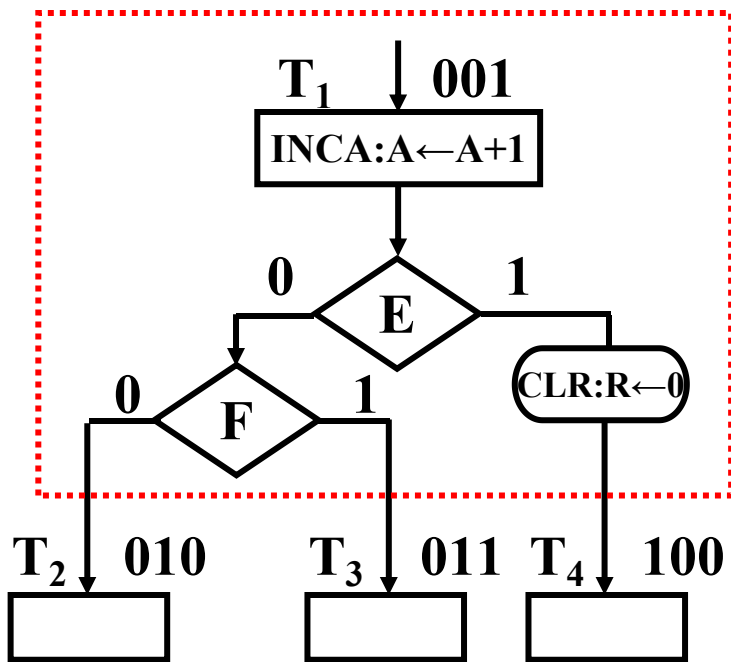 T₁ 001
INCA:A←A+1
0 1
E
CLR:R←0
0 1
F
T₂ 010 T₃ 011 T₄ 100